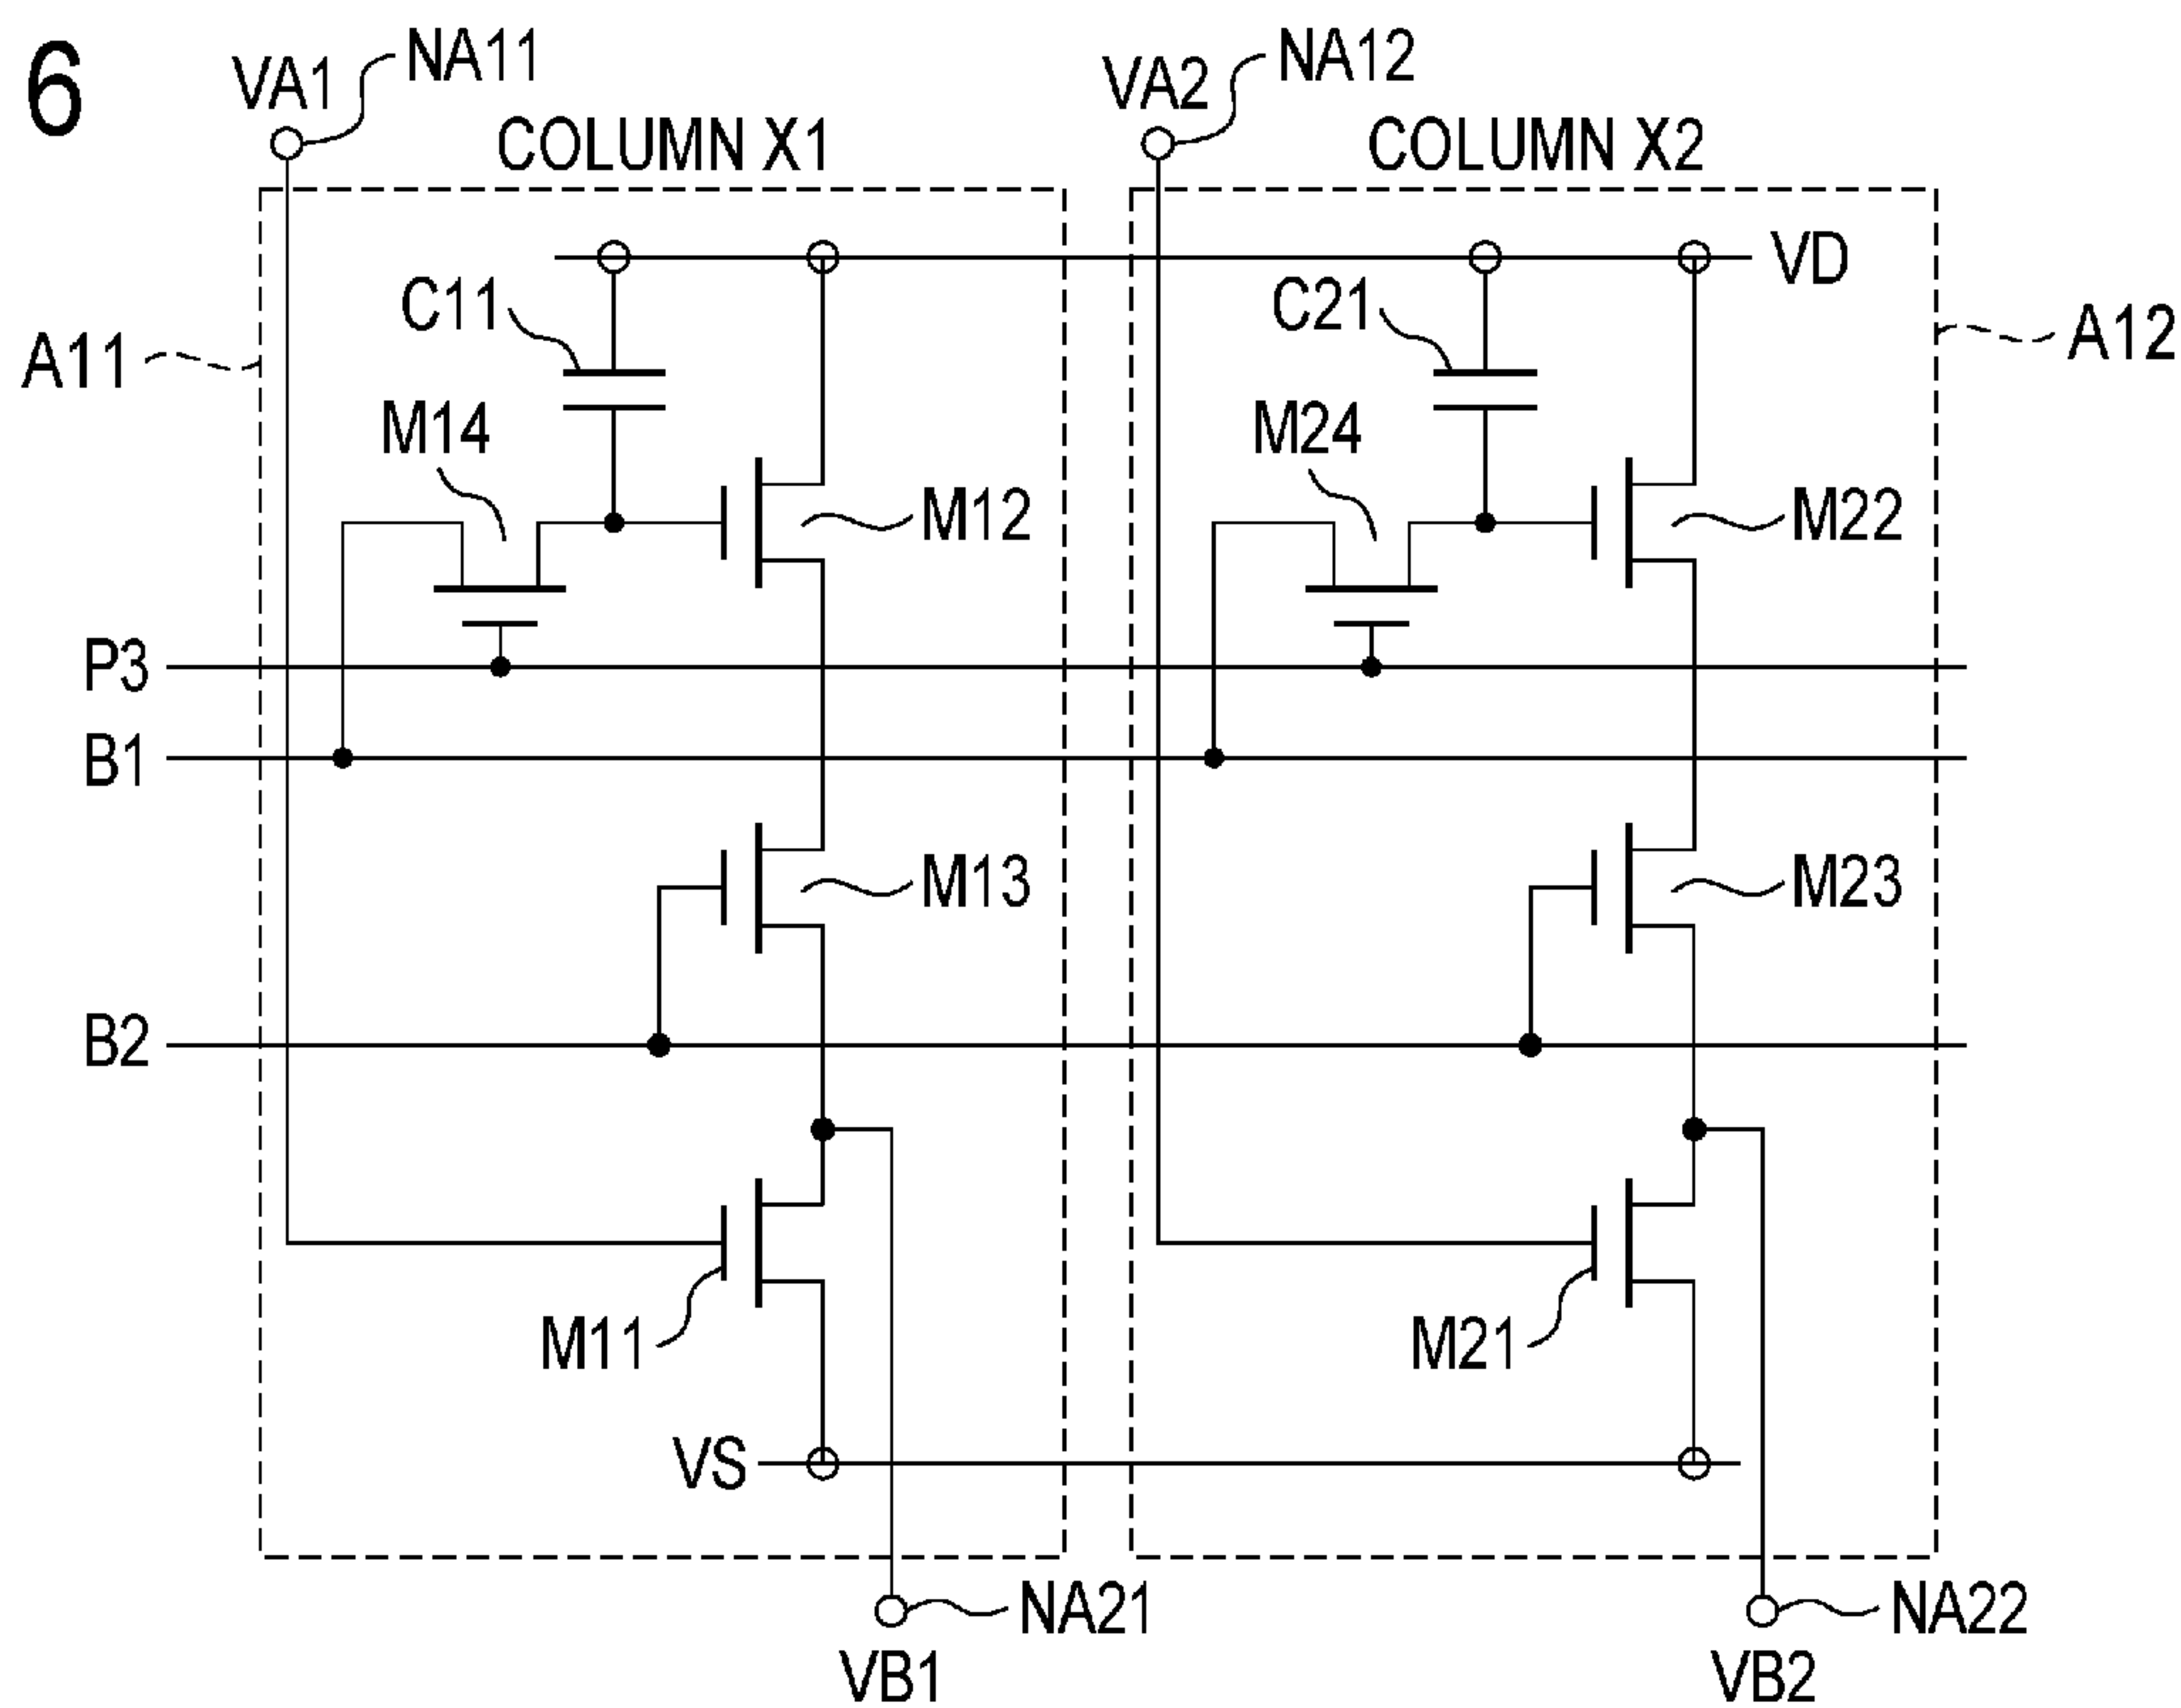 6
VA1
NA11
VA2
NA12
COLUMN X1
COLUMN X2
VD
C11
C21
A11
A12
M14
M24
M12
M22
P3
B1
M13
M23
B2
M11
M21
VS
NA21
NA22
VB1
VB2